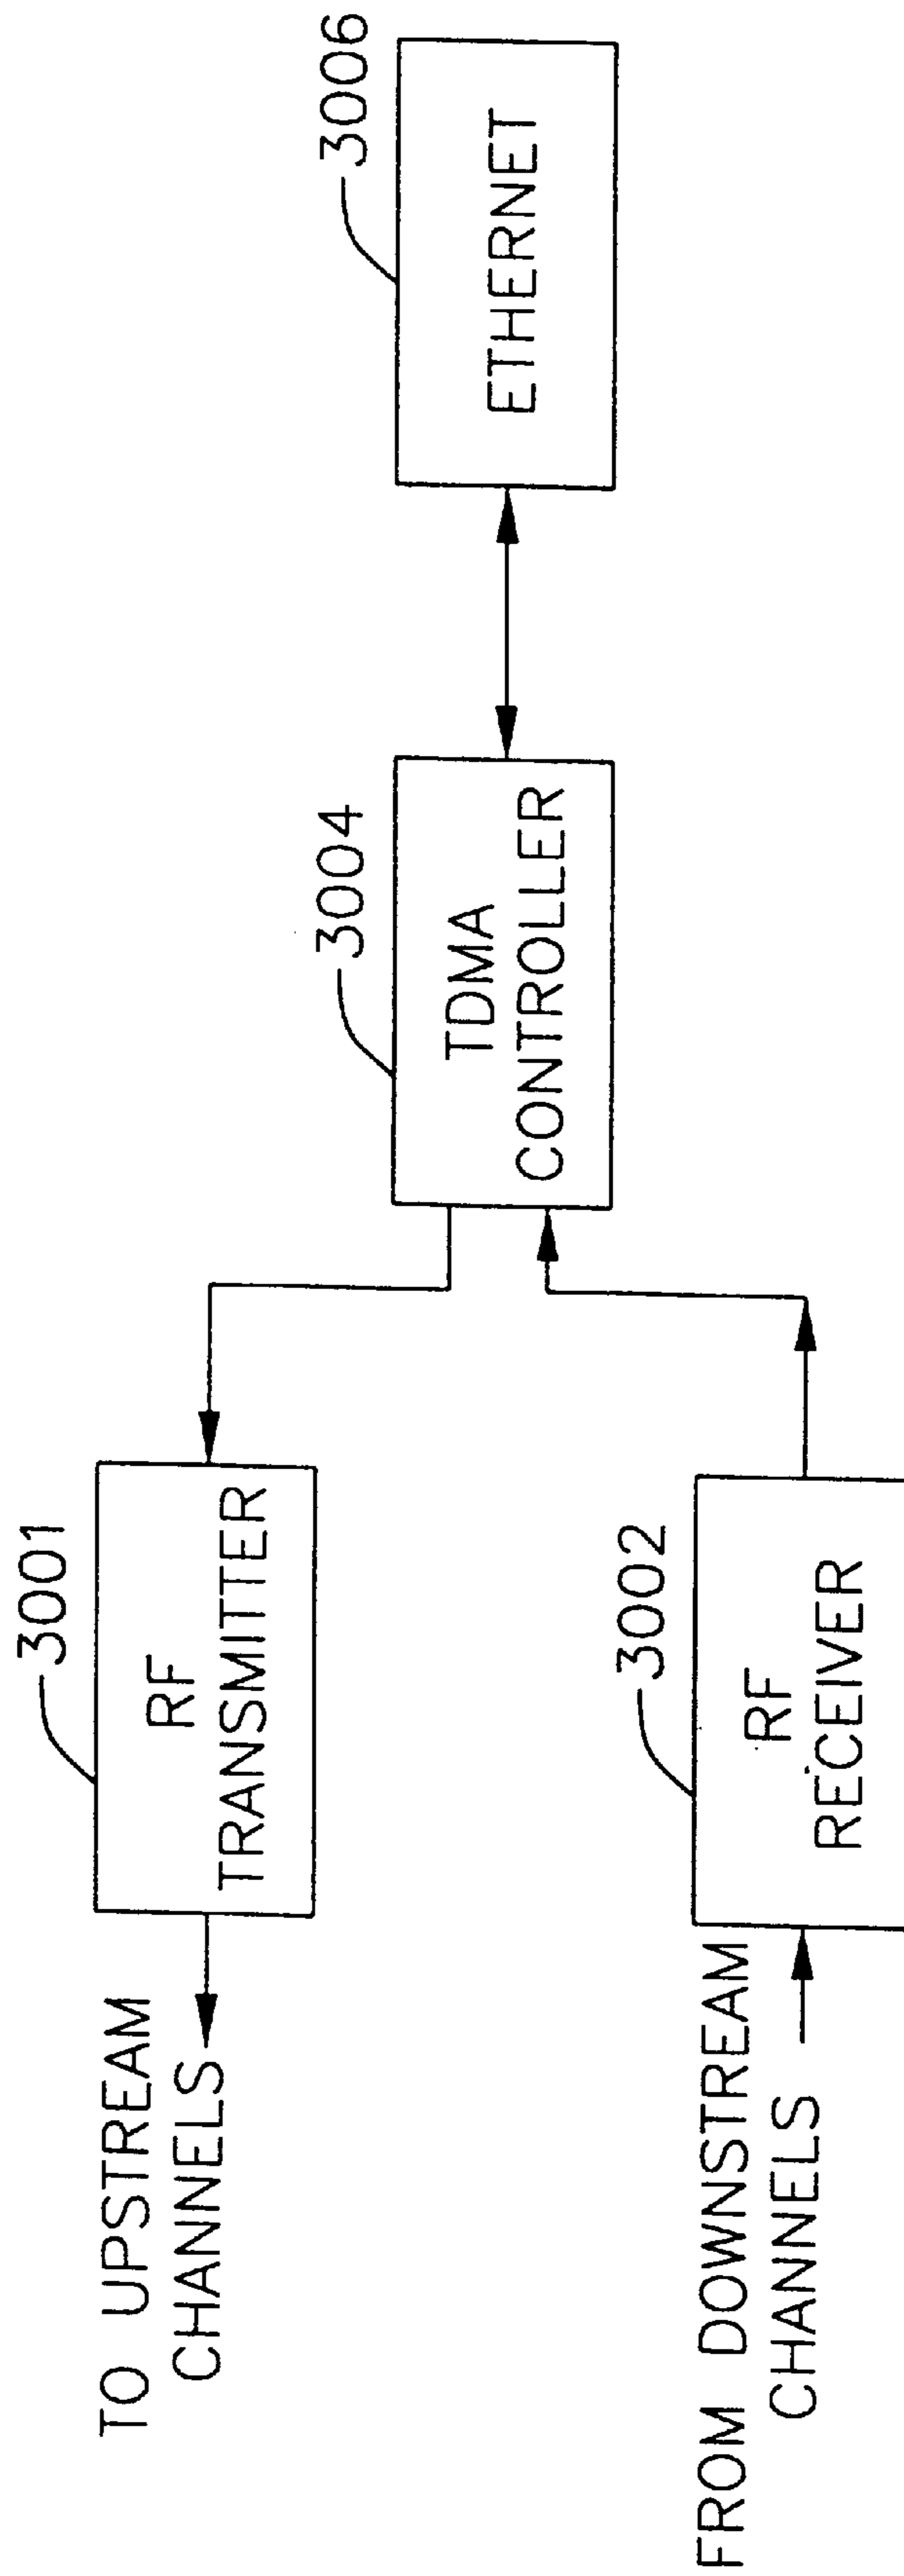 TO UPSTREAM
CHANNELS
3001
RF
TRANSMITTER
FROM DOWNSTREAM
CHANNELS
3002
RF
RECEIVER
3004
TDMA
CONTROLLER
3006
ETHERNET